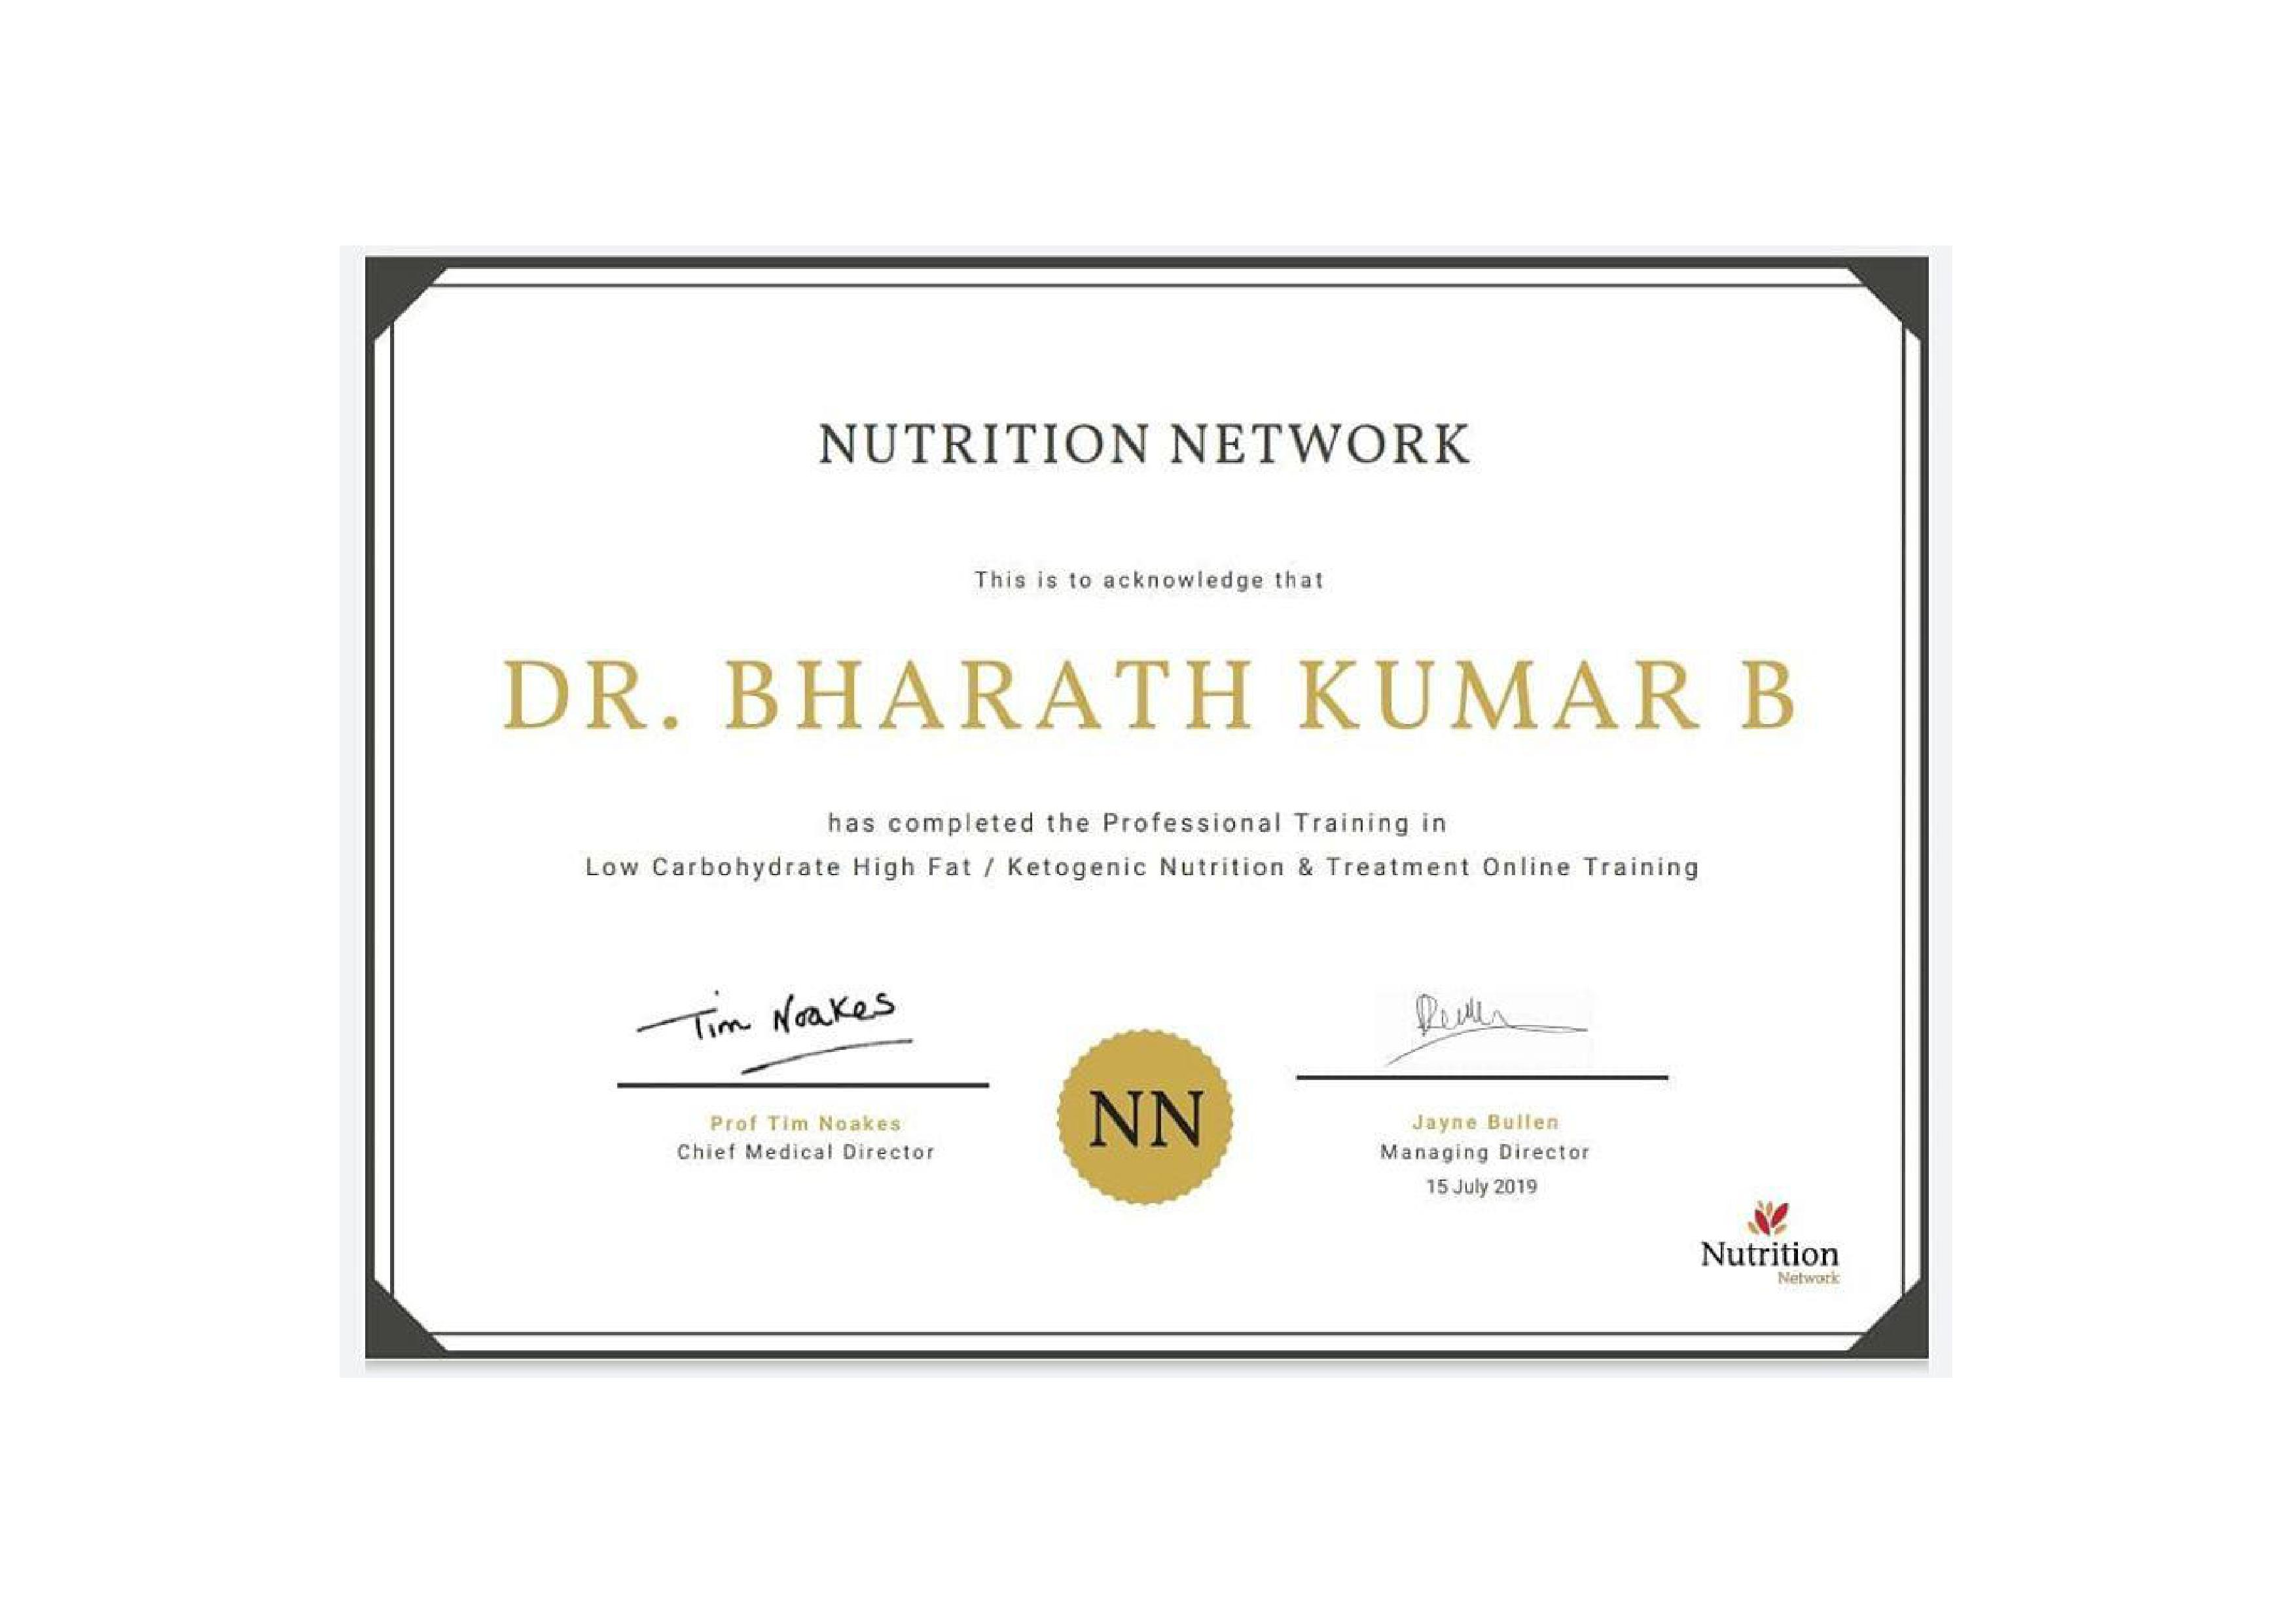 NUTRITION NETWORK
This is to acknowledge that
DR. BHARATH KUMAR B
has completed the Professional Training in
Low Carbohydrate High Fat / Ketogenic Nutrition & Treatment Online Training
Tim Noakes
Prof Tim Noakes
Chief Medical Director
NN
Jayne Bullen
Managing Director
15 July 2019
Nutrition
Network